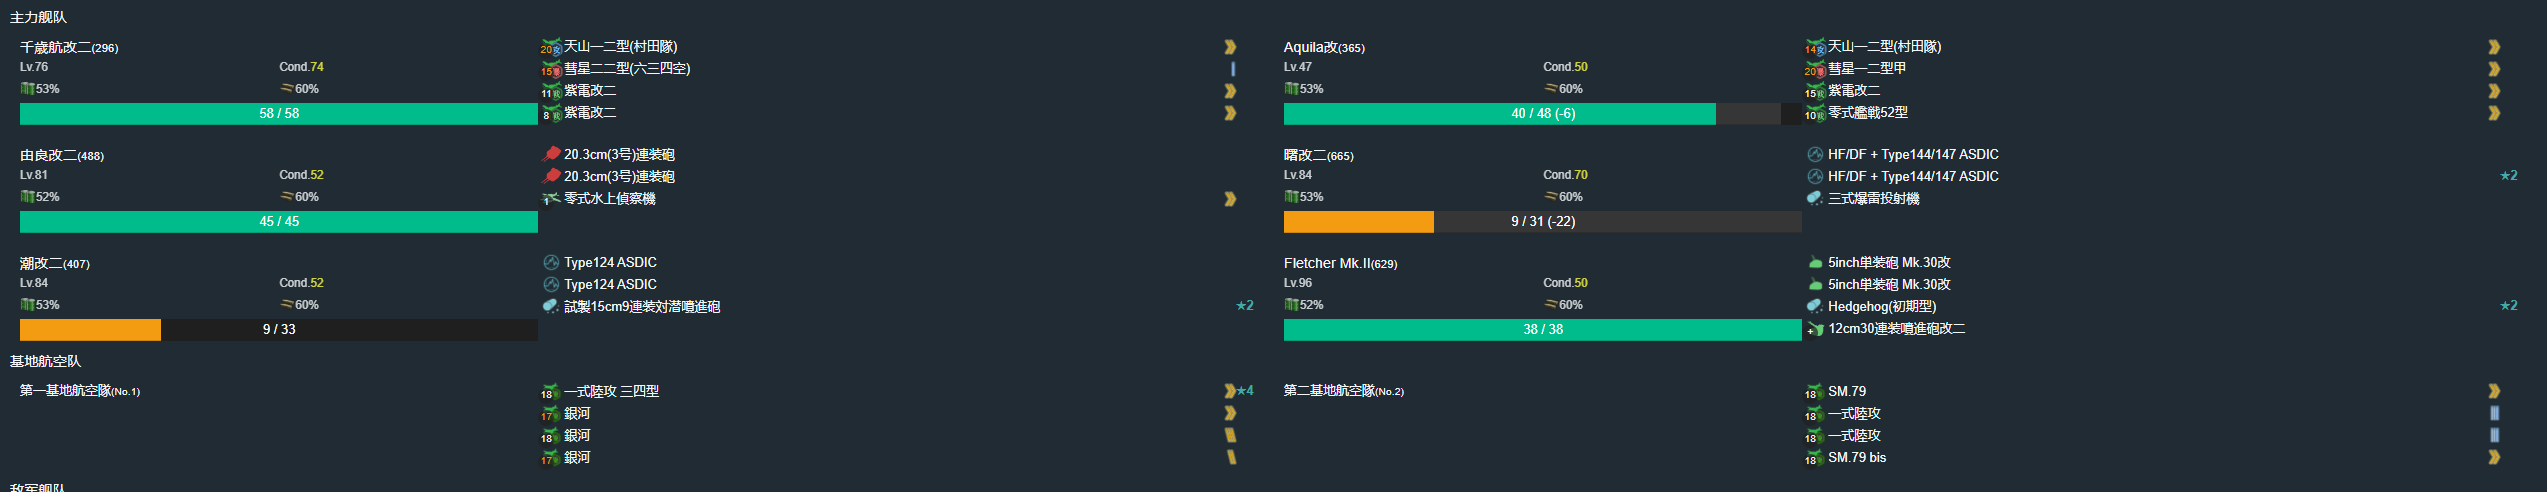 主力舰队
千歳航改二(296)
Lv.76 Cond.74
53% 60%
58 / 58
20 天山一二型(村田隊)
15 彗星二二型(六三四空)
11 紫電改二
8 紫電改二
Aquila改(365)
Lv.47 Cond.50
53% 60%
40 / 48 (-6)
14 天山一二型(村田隊)
20 彗星一二型甲
15 紫電改二
10 零式艦戦52型
由良改二(488)
Lv.81 Cond.52
52% 60%
45 / 45
20.3cm(3号)連装砲
20.3cm(3号)連装砲
1 零式水上偵察機
曙改二(665)
Lv.84 Cond.70
53% 60%
9 / 31 (-22)
HF/DF + Type144/147 ASDIC
HF/DF + Type144/147 ASDIC ★2
三式爆雷投射機
潮改二(407)
Lv.84 Cond.52
53% 60%
9 / 33
Type124 ASDIC
Type124 ASDIC
試製15cm9連装対潜噴進砲 ★2
Fletcher Mk.II(629)
Lv.96 Cond.50
52% 60%
38 / 38
5inch単装砲 Mk.30改
5inch単装砲 Mk.30改
Hedgehog(初期型) ★2
12cm30連装噴進砲改二
基地航空队
第一基地航空隊(No.1)
18 一式陸攻 三四型 ★4
17 銀河
18 銀河
17 銀河
第二基地航空隊(No.2)
18 SM.79
18 一式陸攻
18 一式陸攻
18 SM.79 bis
敌军舰队